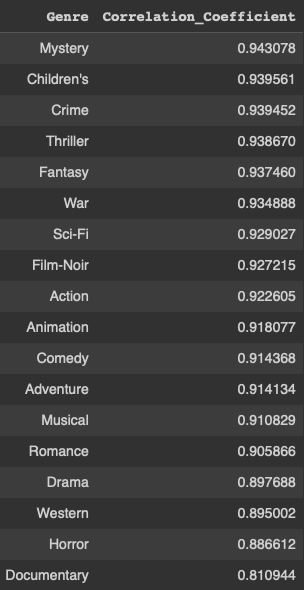 Genre Correlation_Coefficient
Mystery 0.943078
Children's 0.939561
Crime 0.939452
Thriller 0.938670
Fantasy 0.937460
War 0.934888
Sci-Fi 0.929027
Film-Noir 0.927215
Action 0.922605
Animation 0.918077
Comedy 0.914368
Adventure 0.914134
Musical 0.910829
Romance 0.905866
Drama 0.897688
Western 0.895002
Horror 0.886612
Documentary 0.810944